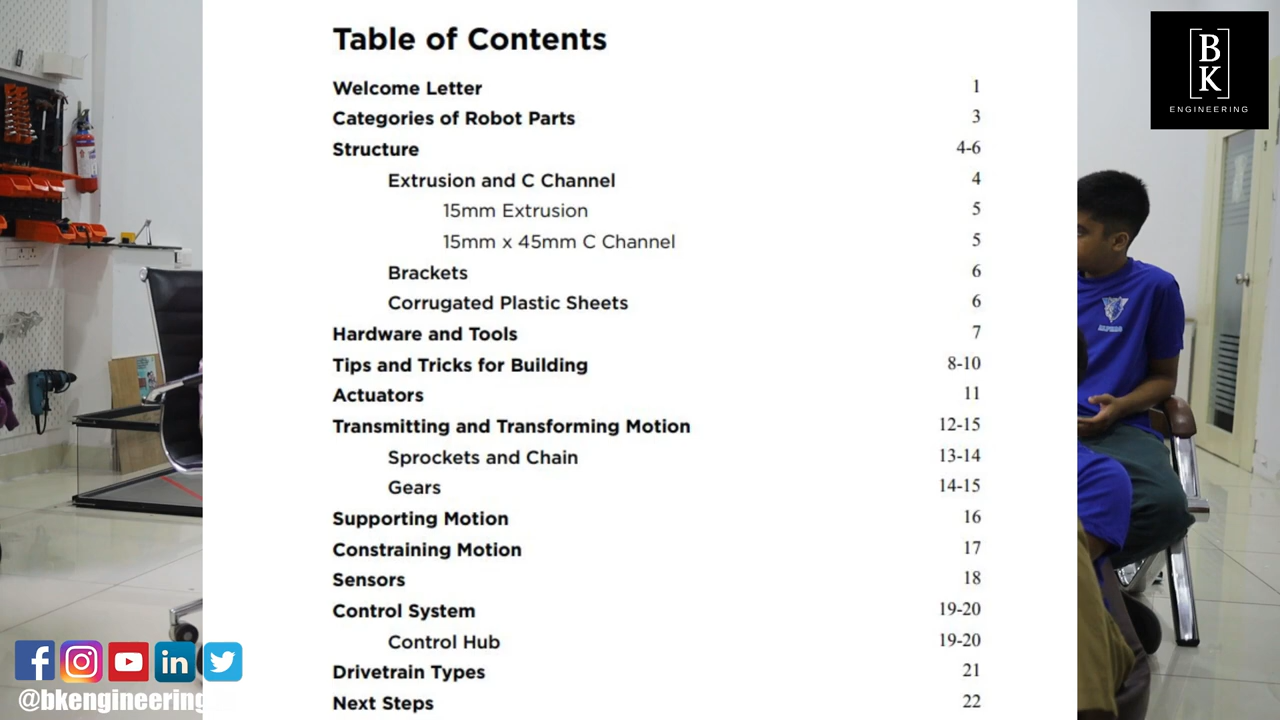 Table of Contents
Welcome Letter 1
Categories of Robot Parts 3
Structure 4-6
Extrusion and C Channel 4
15mm Extrusion 5
15mm x 45mm C Channel 5
Brackets 6
Corrugated Plastic Sheets 6
Hardware and Tools 7
Tips and Tricks for Building 8-10
Actuators 11
Transmitting and Transforming Motion 12-15
Sprockets and Chain 13-14
Gears 14-15
Supporting Motion 16
Constraining Motion 17
Sensors 18
Control System 19-20
Control Hub 19-20
Drivetrain Types 21
Next Steps 22
BK
ENGINEERING
@bkengineering